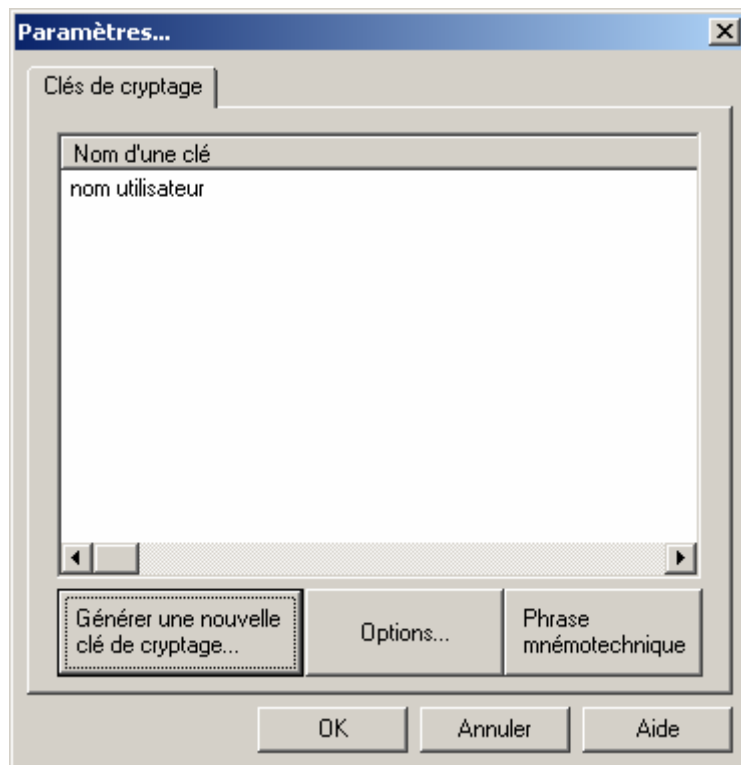 Paramètres...
Clés de cryptage
Nom d'une clé
nom utilisateur
Générer une nouvelle
clé de cryptage...
Options...
Phrase
mnémotechnique
OK
Annuler
Aide